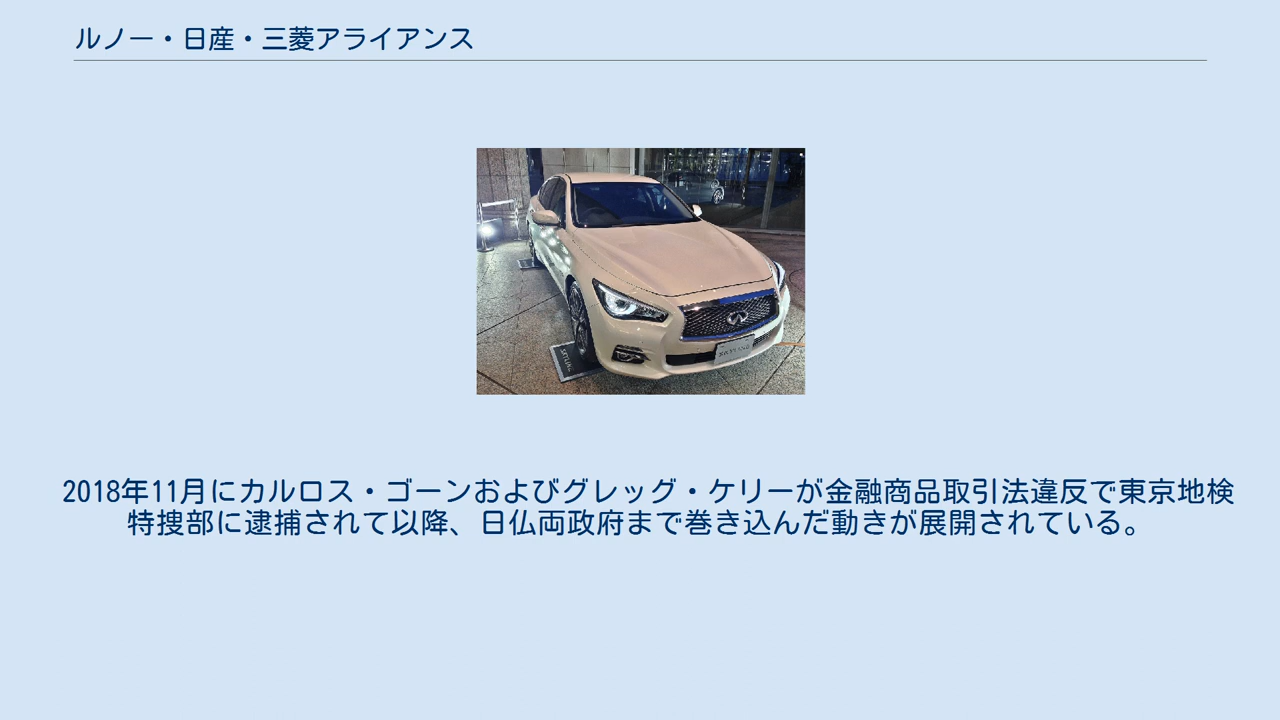 ルノー・日産・三菱アライアンス
SKYLINE
SKYLINE
2018年11月にカルロス・ゴーンおよびグレッグ・ケリーが金融商品取引法違反で東京地検
特捜部に逮捕されて以降、日仏両政府まで巻き込んだ動きが展開されている。